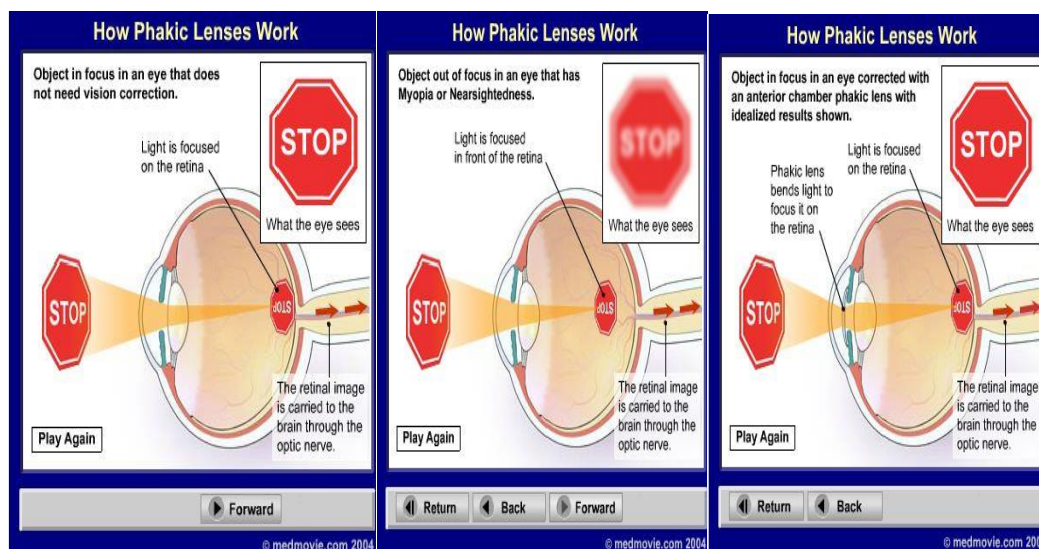 How Phakic Lenses Work
Object in focus in an eye that does
not need vision correction.
STOP
Light is focused
on the retina
What the eye sees
STOP
STOP
The retinal image
is carried to the
brain through the
optic nerve.
Play Again
Forward
© medmovie.com 2004
How Phakic Lenses Work
Object out of focus in an eye that has
Myopia or Nearsightedness.
STOP
Light is focused
in front of the retina
What the eye sees
STOP
STOP
The retinal image
is carried to the
brain through the
optic nerve.
Play Again
Return
Back
Forward
© medmovie.com 2004
How Phakic Lenses Work
Object in focus in an eye corrected with
an anterior chamber phakic lens with
idealized results shown.
STOP
Light is focused
on the retina
Phakic lens
bends light to
focus it on
the retina
What the eye sees
STOP
STOP
The retinal image
is carried to the
brain through the
optic nerve.
Play Again
Return
Back
© medmovie.com 200